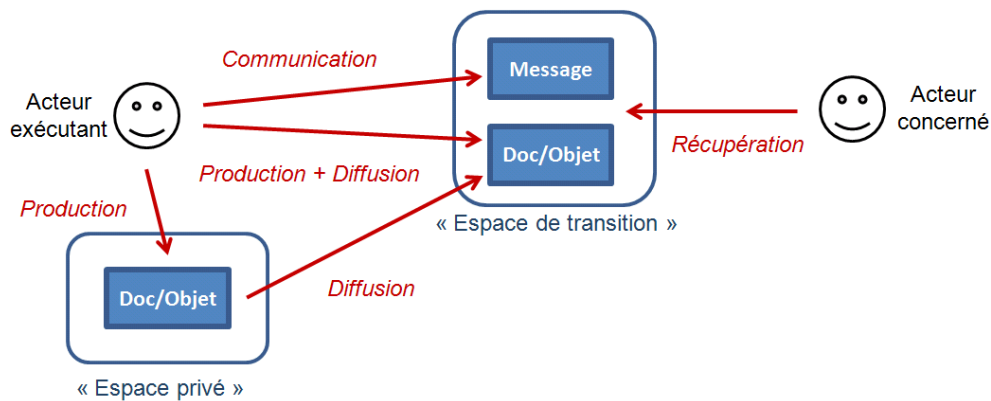 Communication
Message
Acteur
exécutant
Acteur
concerné
Doc/Objet
Récupération
Production + Diffusion
Production
« Espace de transition »
Doc/Objet
Diffusion
« Espace privé »